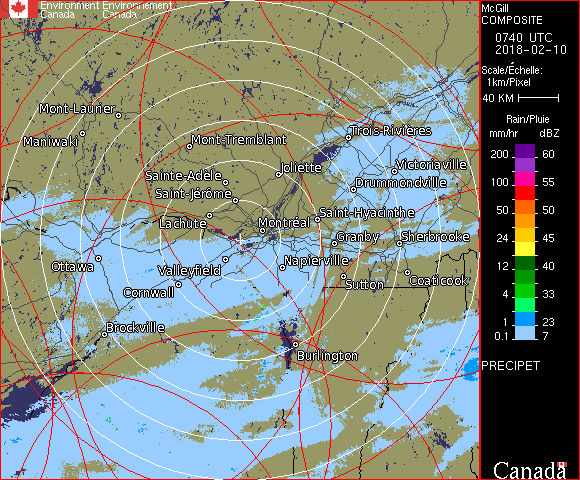 Environment Environnement
Canada Canada
McGill
COMPOSITE
0740 UTC
2018-02-10
Scale/Échelle:
1km/Pixel
40 KM
Rain/Pluie
mm/hr dBZ
200 60
150 60
100 55
50 50
24 45
12 40
4 33
1 23
0.1 7
PRECIPET
Canada
Mont-Laurier
Maniwaki
Mont-Tremblant
Trois-Rivières
Sainte-Adèle
Joliette
Victoriaville
Saint-Jérôme
Drummondville
Lachute
Saint-Hyacinthe
Montréal
Granby
Sherbrooke
Ottawa
Valleyfield
Napierville
Cornwall
Sutton
Coaticook
Brockville
Burlington